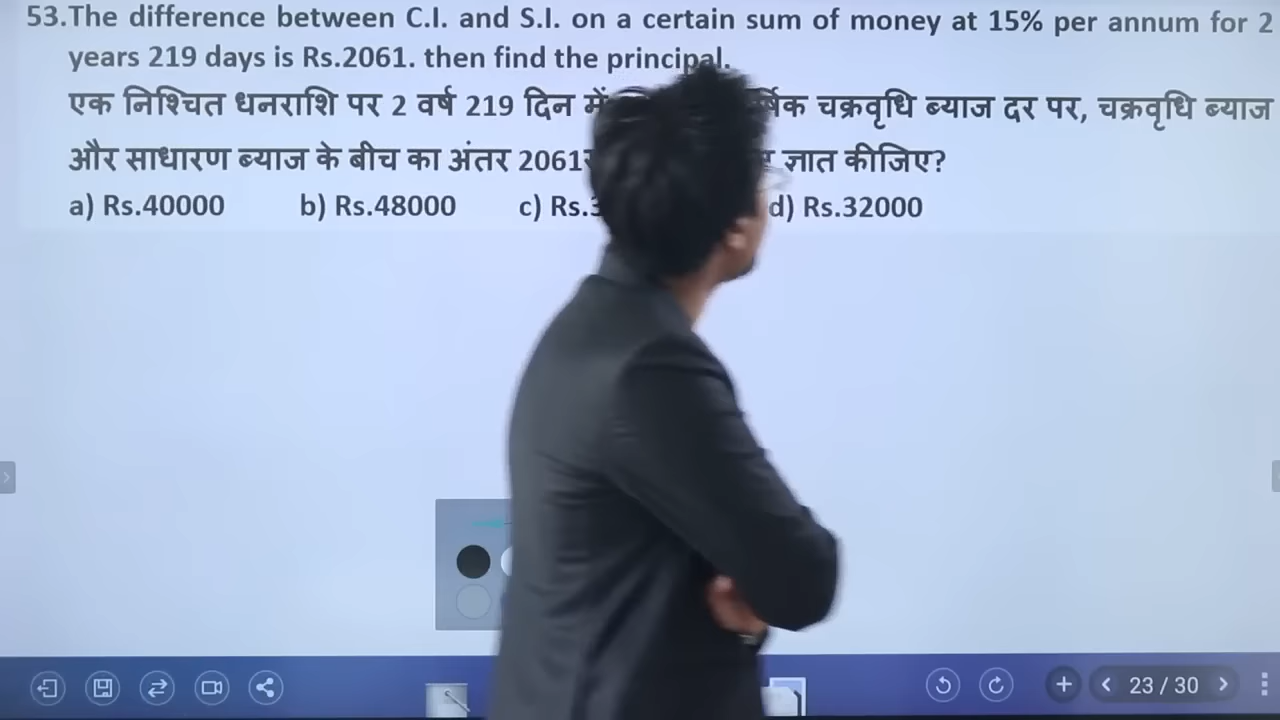 53.The difference between C.I. and S.I. on a certain sum of money at 15% per annum for 2
years 219 days is Rs.2061. then find the principal.
एक निश्चित धनराशि पर 2 वर्ष 219 दिन में चक्रवृधि ब्याज दर पर, चक्रवृधि ब्याज
और साधारण ब्याज के बीच का अंतर 2061 ज्ञात कीजिए?
a) Rs.40000 b) Rs.48000 c) Rs.3 d) Rs.32000
23 / 30